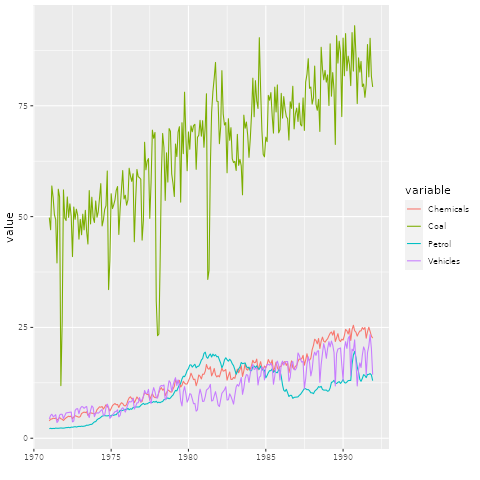 75
50
25
0
value
1970
1975
1980
1985
1990
variable
Chemicals
Coal
Petrol
Vehicles